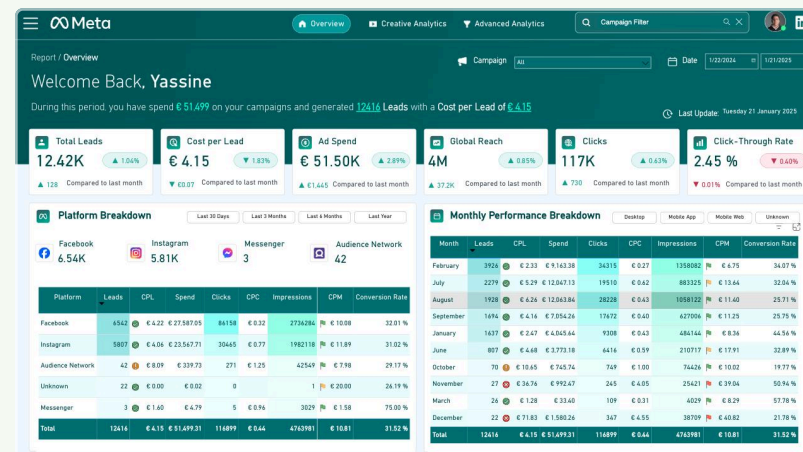 Meta
Overview
Creative Analytics
Advanced Analytics
Campaign Filter
Report / Overview
Campaign
All
Date
1/22/2024
1/21/2025
Welcome Back, Yassine
During this period, you have spend € 51,499 on your campaigns and generated 12416 Leads with a Cost per Lead of € 4.15
Last Update: Tuesday 21 January 2025
Total Leads
12.42K ▲ 1.04%
▲ 128 Compared to last month
Cost per Lead
€ 4.15 ▼ 1.83%
▼ €0.07 Compared to last month
Ad Spend
€ 51.50K ▲ 2.89%
▲ €1.445 Compared to last month
Global Reach
4M ▲ 0.85%
▲ 37.2K Compared to last month
Clicks
117K ▲ 0.63%
▲ 730 Compared to last month
Click-Through Rate
2.45 % ▼ 0.40%
▼ 0.01% Compared to last month
Platform Breakdown
Last 30 Days Last 3 Months Last 6 Months Last Year
Facebook
6.54K
Instagram
5.81K
Messenger
3
Audience Network
42
Platform Leads CPL Spend Clicks CPC Impressions CPM Conversion Rate
Facebook 6542 € 4.22 € 27,587.05 86158 € 0.32 2736284 € 10.08 32.01 %
Instagram 5807 € 4.06 € 23,567.71 30465 € 0.77 1982118 € 11.89 31.02 %
Audience Network 42 € 8.09 € 339.73 271 € 1.25 42549 € 7.98 29.17 %
Unknown 22 € 0.00 € 0.02 0 1 € 20.00 26.19 %
Messenger 3 € 1.60 € 4.79 5 € 0.96 3029 € 1.58 75.00 %
Total 12416 € 4.15 € 51,499.31 116899 € 0.44 4763981 € 10.81 31.52 %
Monthly Performance Breakdown
Desktop Mobile App Mobile Web Unknown
Month Leads CPL Spend Clicks CPC Impressions CPM Conversion Rate
February 3926 € 2.33 € 9,163.38 34315 € 0.27 1358082 € 6.75 34.07 %
July 2279 € 5.29 € 12,047.13 19510 € 0.62 883325 € 13.64 32.04 %
August 1928 € 6.26 € 12,063.84 28228 € 0.43 1058122 € 11.40 25.71 %
September 1694 € 4.16 € 7,054.26 17672 € 0.40 627006 € 11.25 25.75 %
January 1637 € 2.47 € 4,045.64 9308 € 0.43 484144 € 8.36 44.56 %
June 807 € 4.68 € 3,773.18 6416 € 0.59 210717 € 17.91 32.89 %
October 70 € 10.65 € 745.74 749 € 1.00 74426 € 10.02 19.77 %
November 27 € 36.76 € 992.47 245 € 4.05 25421 € 39.04 50.94 %
March 26 € 1.28 € 33.40 109 € 0.31 4029 € 8.29 57.78 %
December 22 € 71.83 € 1,580.26 347 € 4.55 38709 € 40.82 21.78 %
Total 12416 € 4.15 € 51,499.31 116899 € 0.44 4763981 € 10.81 31.52 %